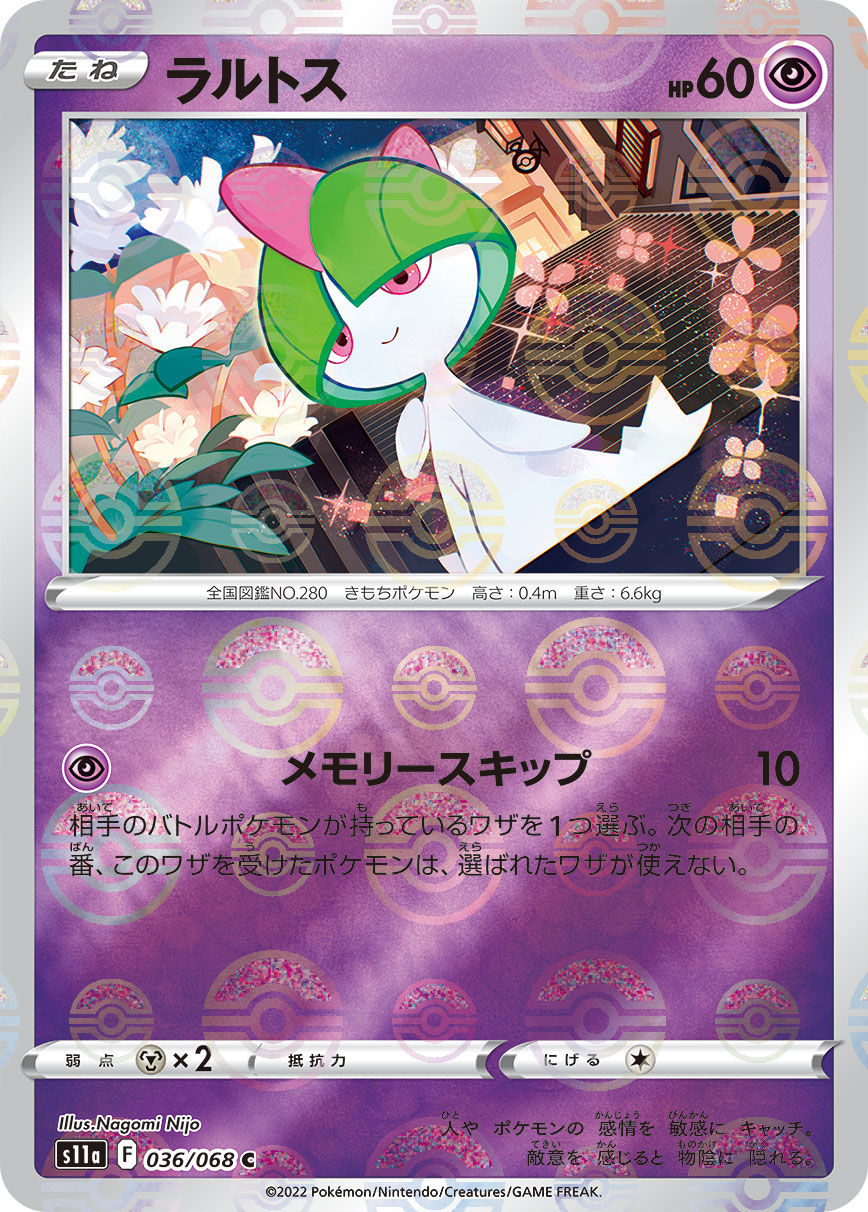 たね ラルトス HP60
全国図鑑NO.280 きもちポケモン 高さ:0.4m 重さ:6.6kg
メモリースキップ 10
相手のバトルポケモンが持っているワザを1つ選ぶ。次の相手の
番、このワザを受けたポケモンは、選ばれたワザが使えない。
弱点 ×2 抵抗力 にげる
Illus.Nagomi Nijo
人や ポケモンの 感情を 敏感に キャッチ。
敵意を 感じると 物陰に 隠れる。
s11a F 036/068 C
©2022 Pokémon/Nintendo/Creatures/GAME FREAK.